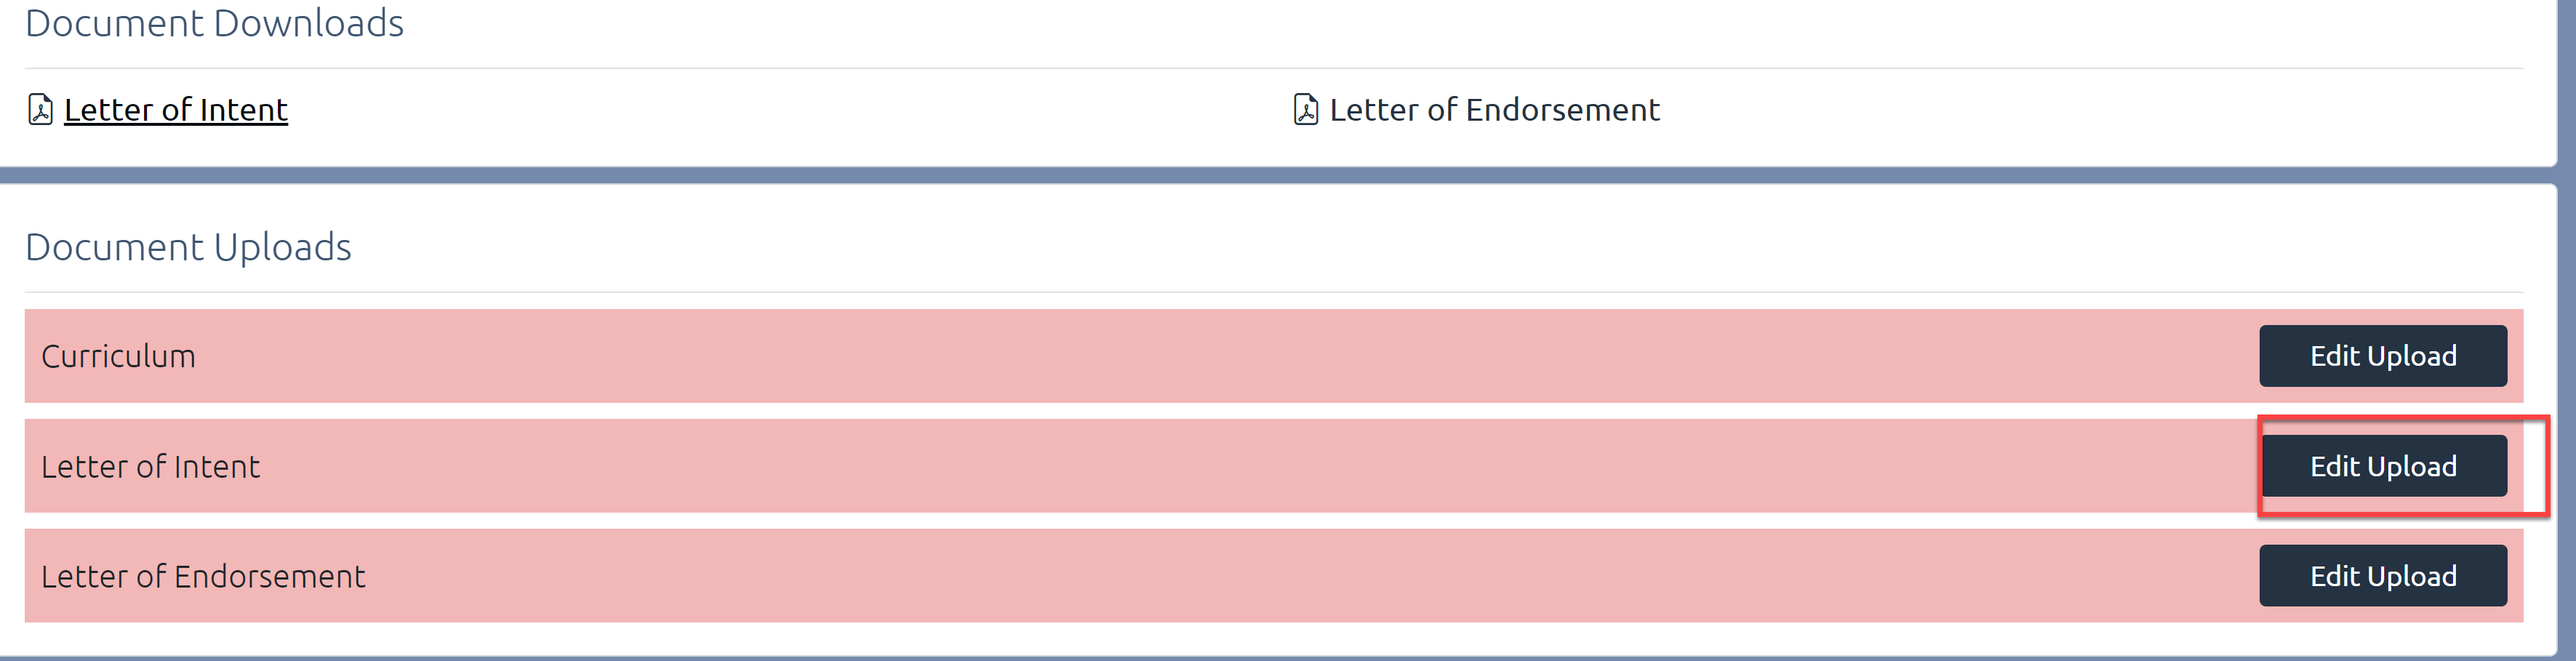 Document Downloads
Letter of Intent
Letter of Endorsement
Document Uploads
Curriculum
Edit Upload
Letter of Intent
Edit Upload
Letter of Endorsement
Edit Upload